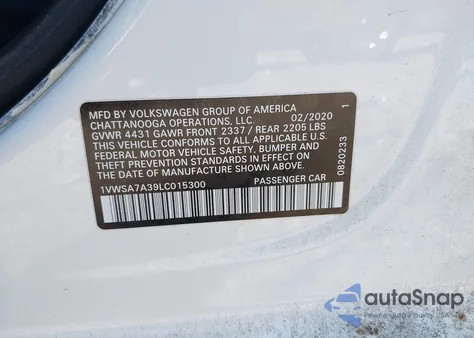 MFD BY VOLKSWAGEN GROUP OF AMERICA
CHATTANOOGA OPERATIONS, LLC. 02/2020 1
GVWR 4431 GAWR FRONT 2337 / REAR 2205 LBS
THIS VEHICLE CONFORMS TO ALL APPLICABLE
FEDERAL MOTOR VEHICLE SAFETY, BUMPER AND
THEFT PREVENTION STANDARDS IN EFFECT ON
THE DATE OF MANUFACTURE SHOWN ABOVE.
1VWSA7A39LC015300 PASSENGER CAR
0820233
autoSnap